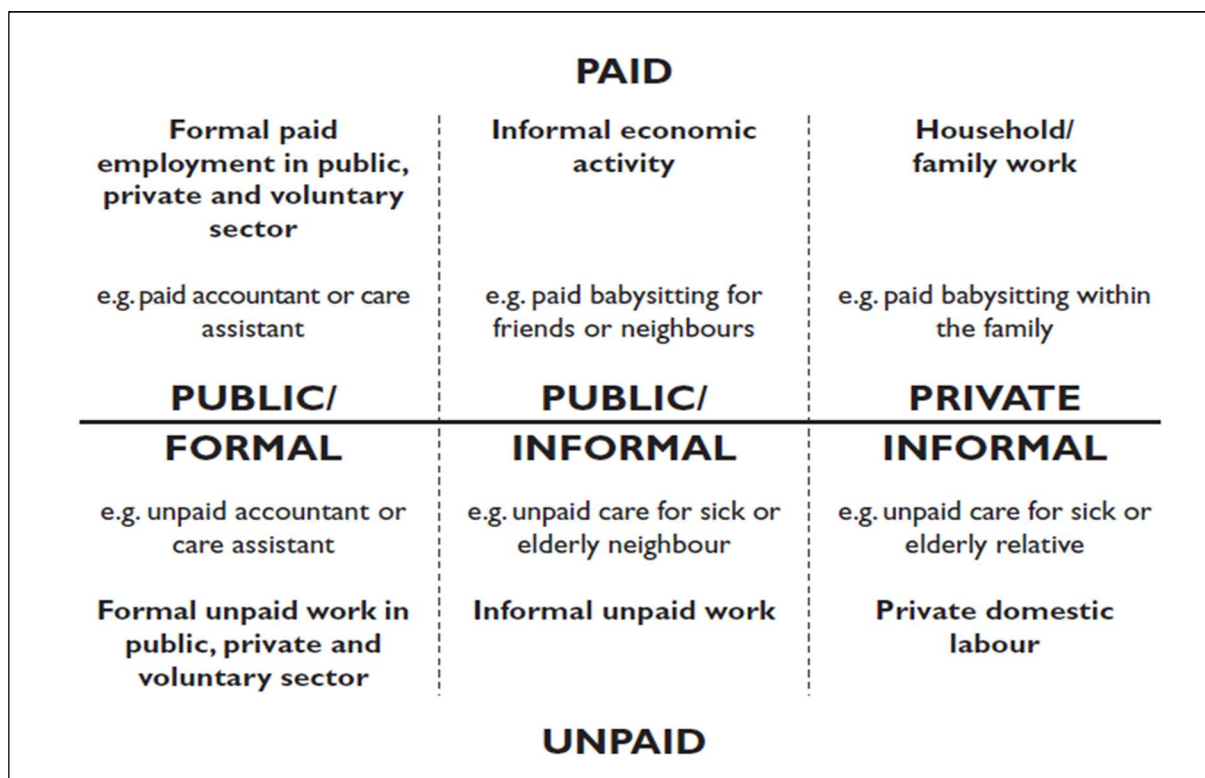 PAID
Formal paid
employment in public,
private and voluntary
sector
Informal economic
activity
Household/
family work
e.g. paid accountant or care
assistant
e.g. paid babysitting for
friends or neighbours
e.g. paid babysitting within
the family
PUBLIC/
FORMAL
PUBLIC/
INFORMAL
PRIVATE
INFORMAL
e.g. unpaid accountant or
care assistant
e.g. unpaid care for sick or
elderly neighbour
e.g. unpaid care for sick or
elderly relative
Formal unpaid work in
public, private and
voluntary sector
Informal unpaid work
Private domestic
labour
UNPAID